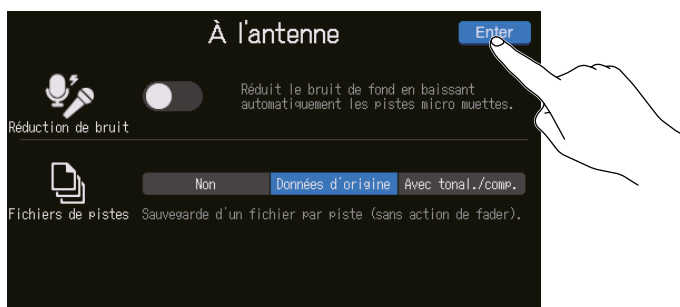 À l'antenne
Enter
Réduit le bruit de fond en baissant
automatiquement les pistes micro muettes.
Réduction de bruit
Non
Données d'origine
Avec tonal./comp.
Fichiers de pistes
Sauvegarde d'un fichier par piste (sans action de fader).